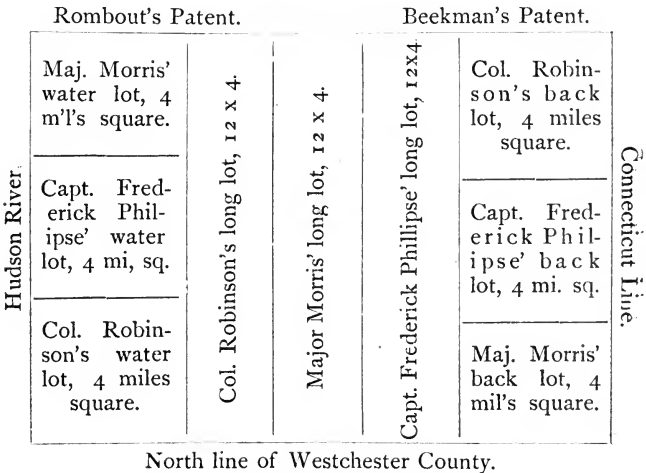 Rombout's Patent.
Beekman's Patent.
Hudson River.
Maj. Morris'
water lot, 4
m'l's square.
Capt. Fred-
erick Phil-
ipse' water
lot, 4 mi, sq.
Col. Robin-
son's water
lot, 4 miles
square.
Col. Robinson's long lot, 12 x 4.
Major Morris' long lot, 12 x 4.
Capt. Frederick Phillipse' long lot, 12x4.
Col. Robin-
son's back
lot, 4 miles
square.
Capt. Fred-
erick Phil-
ipse' back
lot, 4 mi. sq.
Maj. Morris'
back lot, 4
mil's square.
Connecticut Line.
North line of Westchester County.